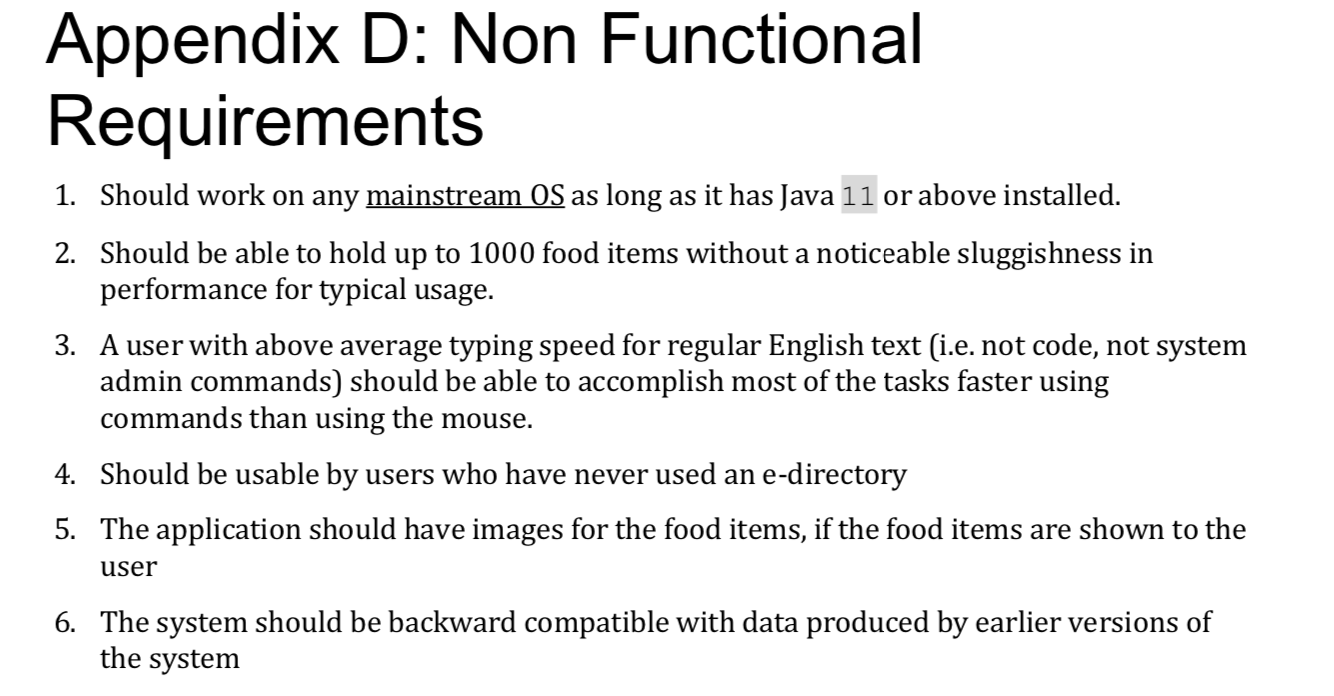 Appendix D: Non Functional
Requirements
1. Should work on any mainstream OS as long as it has Java 11 or above installed.
2. Should be able to hold up to 1000 food items without a noticeable sluggishness in
performance for typical usage.
3. A user with above average typing speed for regular English text (i.e. not code, not system
admin commands) should be able to accomplish most of the tasks faster using
commands than using the mouse.
4. Should be usable by users who have never used an e-directory
5. The application should have images for the food items, if the food items are shown to the
user
6. The system should be backward compatible with data produced by earlier versions of
the system